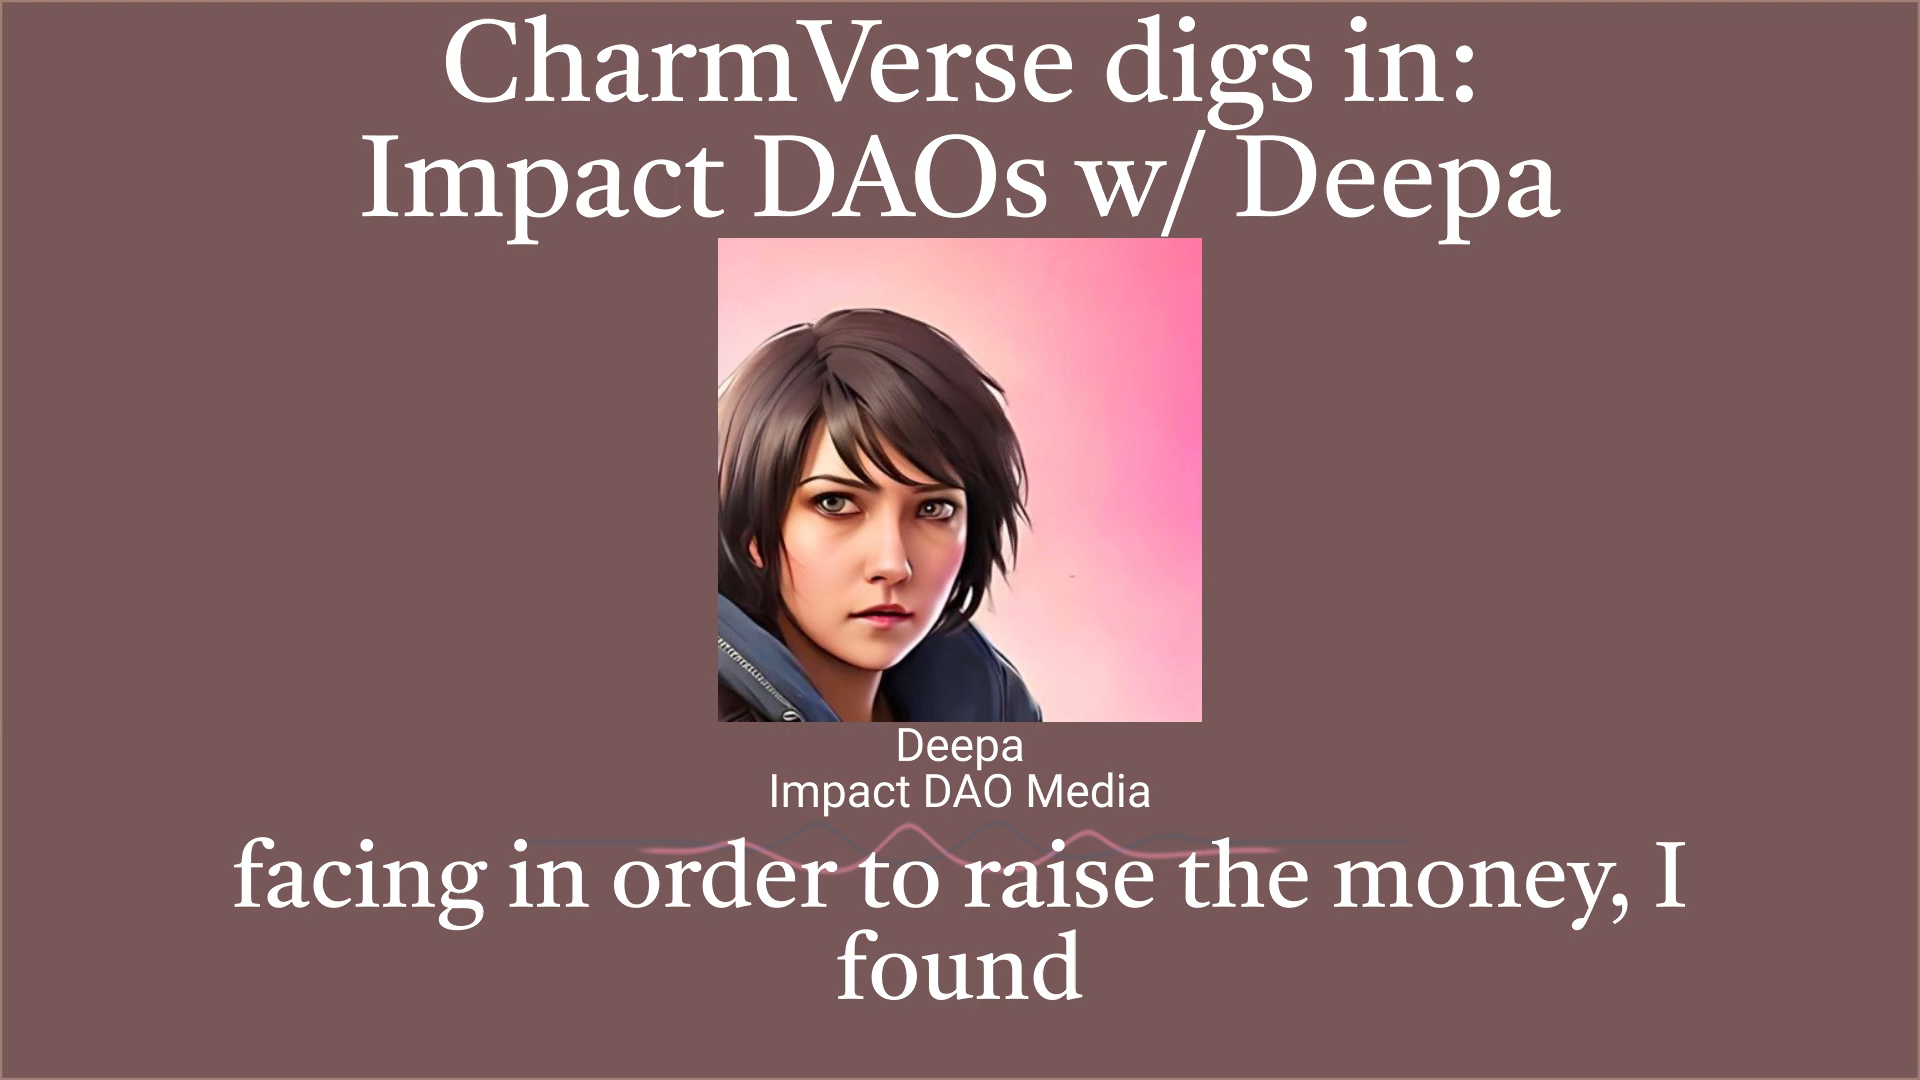 CharmVerse digs in:
Impact DAOs w/ Deepa
Deepa
Impact DAO Media
facing in order to raise the money, I
found